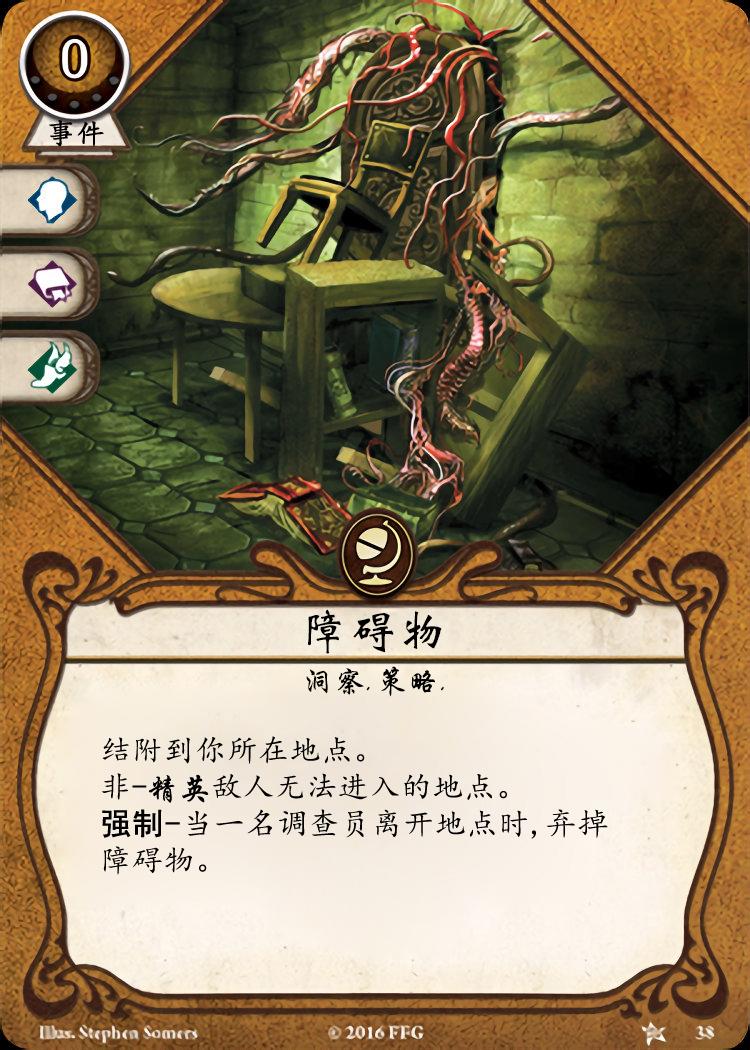 0
事件
障碍物
洞察. 策略.
结附到你所在地点。
非-精英敌人无法进入的地点。
强制-当一名调查员离开地点时,弃掉
障碍物。
Illus. Stephen Somers
© 2016 FFG
38